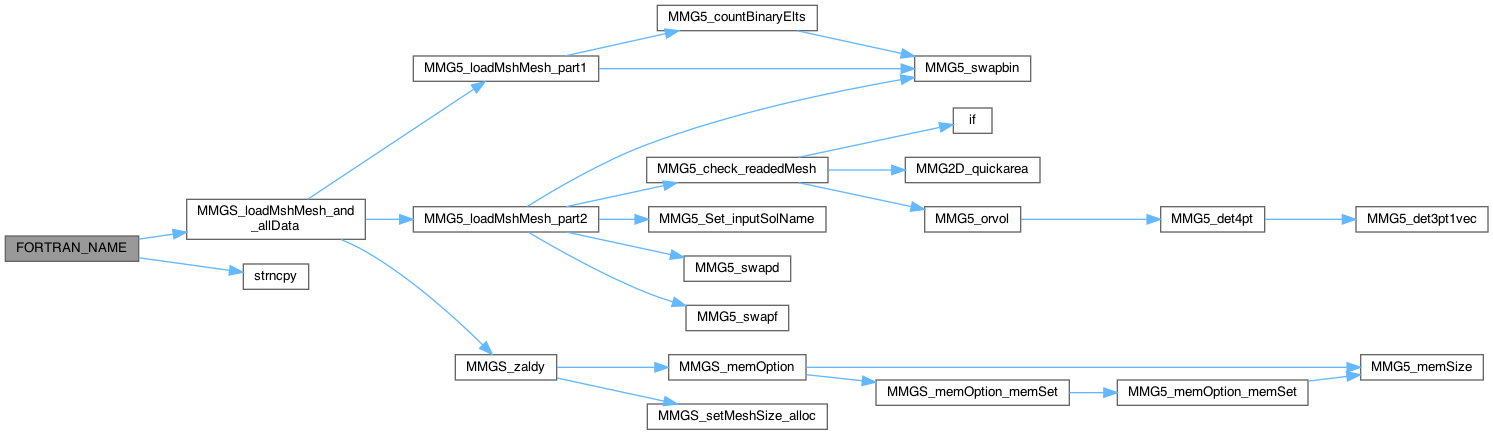 FORTRAN_NAME
MMGS_loadMshMesh_and
_allData
strncpy
MMG5_loadMshMesh_part1
MMG5_loadMshMesh_part2
MMGS_zaldy
MMG5_countBinaryElts
MMG5_check_readedMesh
MMG5_Set_inputSolName
MMG5_swapd
MMG5_swapf
MMGS_memOption
MMGS_setMeshSize_alloc
MMG5_swapbin
if
MMG2D_quickarea
MMG5_orvol
MMGS_memOption_memSet
MMG5_det4pt
MMG5_memOption_memSet
MMG5_det3pt1vec
MMG5_memSize